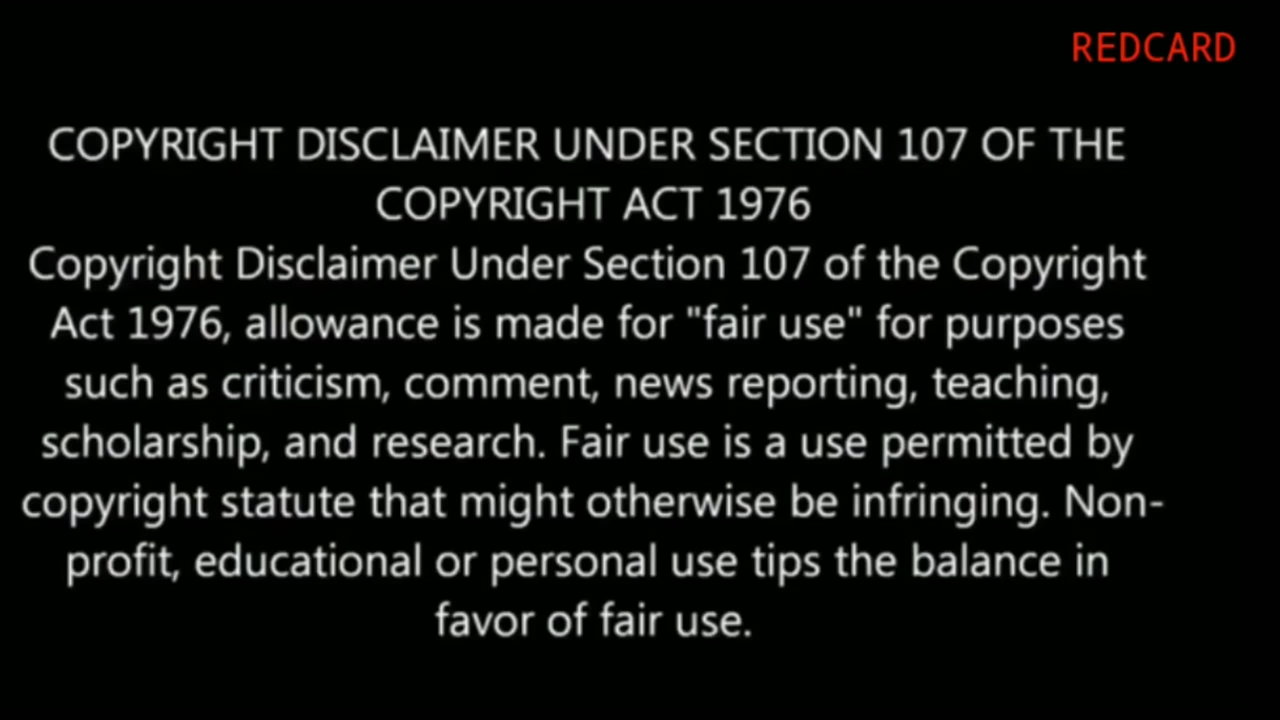 REDCARD
COPYRIGHT DISCLAIMER UNDER SECTION 107 OF THE
COPYRIGHT ACT 1976
Copyright Disclaimer Under Section 107 of the Copyright
Act 1976, allowance is made for "fair use" for purposes
such as criticism, comment, news reporting, teaching,
scholarship, and research. Fair use is a use permitted by
copyright statute that might otherwise be infringing. Non-
profit, educational or personal use tips the balance in
favor of fair use.